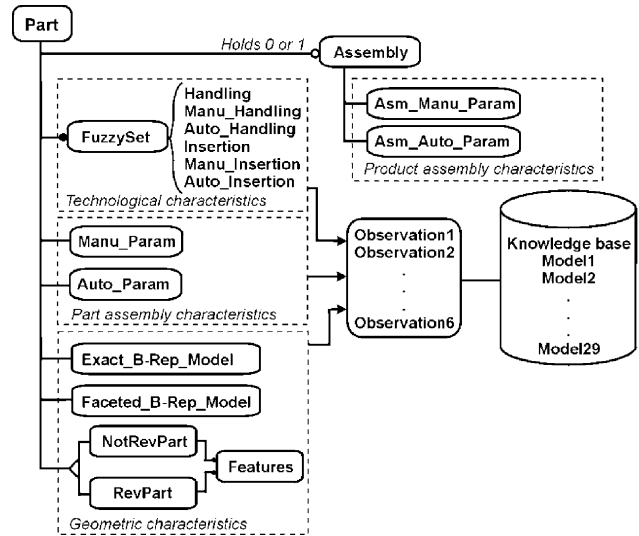 Part
Holds 0 or 1
Assembly
Asm_Manu_Param
Asm_Auto_Param
Product assembly characteristics
FuzzySet
Handling
Manu_Handling
Auto_Handling
Insertion
Manu_Insertion
Auto_Insertion
Technological characteristics
Manu_Param
Auto_Param
Part assembly characteristics
Exact_B-Rep_Model
Faceted_B-Rep_Model
NotRevPart
RevPart
Features
Geometric characteristics
Observation1
Observation2
.
.
.
Observation6
Knowledge base
Model1
Model2
.
.
.
Model29